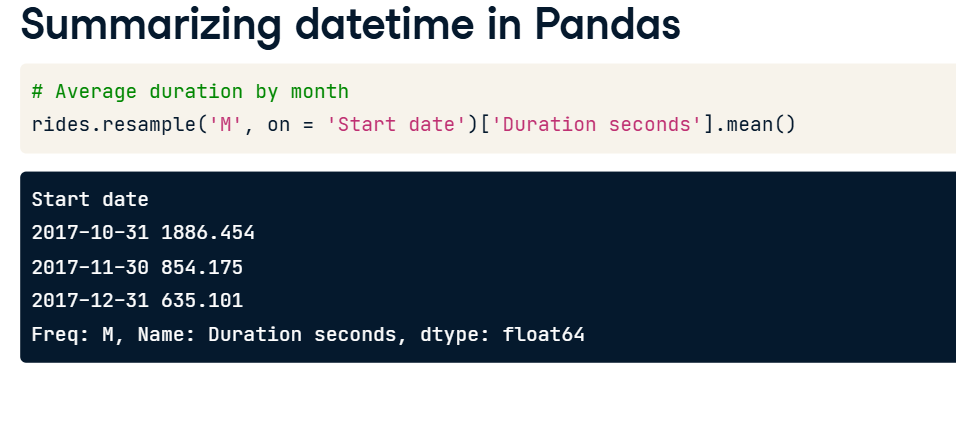 Summarizing datetime in Pandas
# Average duration by month
rides.resample('M', on = 'Start date')['Duration seconds'].mean()
Start date
2017-10-31 1886.454
2017-11-30 854.175
2017-12-31 635.101
Freq: M, Name: Duration seconds, dtype: float64